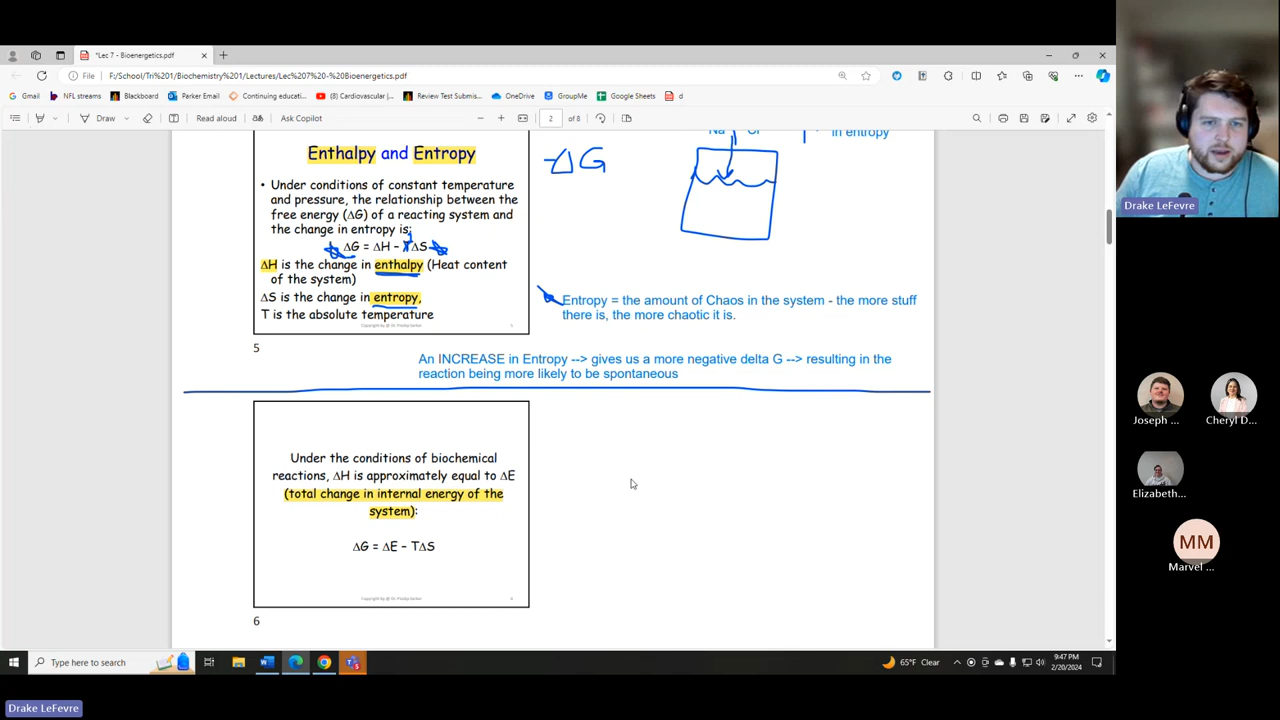 *Lec 7 - Bioenergetics.pdf
File
F:/School/Tri%201/Biochemistry%201/Lectures/Lec%207%20-%20Bioenergetics.pdf
Gmail
NFL streams
Blackboard
Parker Email
Continuing educati...
(8) Cardiovascular j...
Review Test Submis...
OneDrive
GroupMe
Google Sheets
d
Draw
Read aloud
Ask Copilot
2 of 8
Na Cl
in entropy
Enthalpy and Entropy
-ΔG
• Under conditions of constant temperature
and pressure, the relationship between the
free energy (ΔG) of a reacting system and
the change in entropy is:
ΔG = ΔH – TΔS
ΔH is the change in enthalpy (Heat content
of the system)
ΔS is the change in entropy,
T is the absolute temperature
5
5
Entropy = the amount of Chaos in the system - the more stuff
there is, the more chaotic it is.
An INCREASE in Entropy --> gives us a more negative delta G --> resulting in the
reaction being more likely to be spontaneous
Under the conditions of biochemical
reactions, ΔH is approximately equal to ΔE
(total change in internal energy of the
system):
ΔG = ΔE – TΔS
6
6
Drake LeFevre
Joseph ...
Cheryl D...
Elizabeth...
MM
Marvel ...
Type here to search
65°F Clear
9:47 PM
2/20/2024
Drake LeFevre